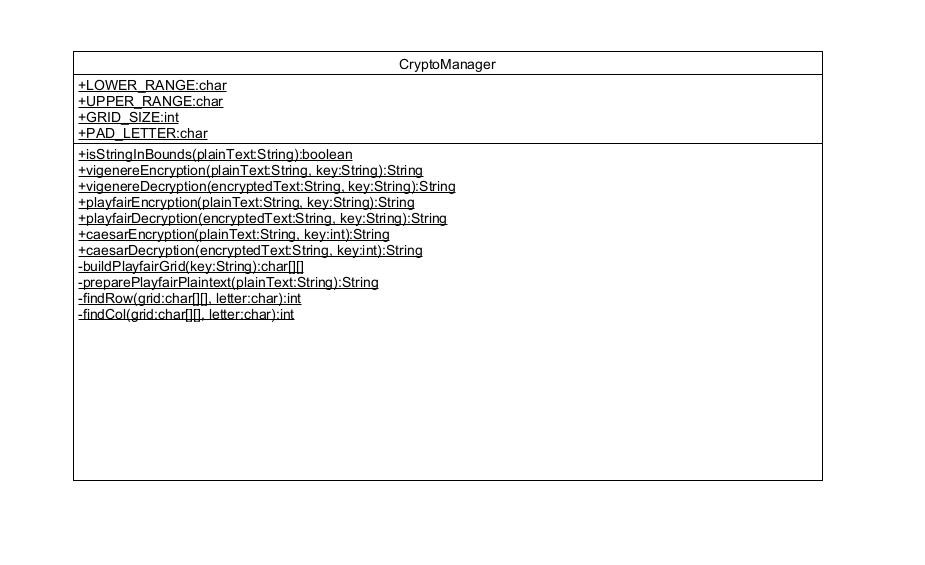 CryptoManager
+LOWER_RANGE:char
+UPPER_RANGE:char
+GRID_SIZE:int
+PAD_LETTER:char
+isStringInBounds(plainText:String):boolean
+vigenereEncryption(plainText:String, key:String):String
+vigenereDecryption(encryptedText:String, key:String):String
+playfairEncryption(plainText:String, key:String):String
+playfairDecryption(encryptedText:String, key:String):String
+caesarEncryption(plainText:String, key:int):String
+caesarDecryption(encryptedText:String, key:int):String
-buildPlayfairGrid(key:String):char[][]
-preparePlayfairPlaintext(plainText:String):String
-findRow(grid:char[][], letter:char):int
-findCol(grid:char[][], letter:char):int